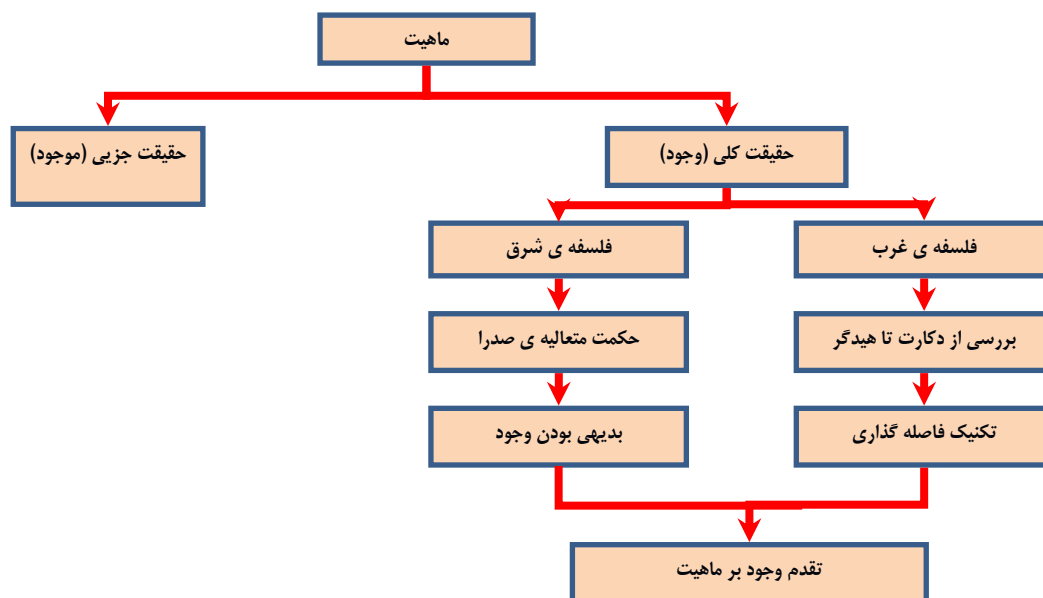 ماهیت
حقیقت کلی (وجود)
حقیقت جزیی (موجود)
فلسفه ی غرب
فلسفه ی شرق
بررسی از دکارت تا هیدگر
حکمت متعالیه ی صدرا
تکنیک فاصله گذاری
بدیهی بودن وجود
تقدم وجود بر ماهیت